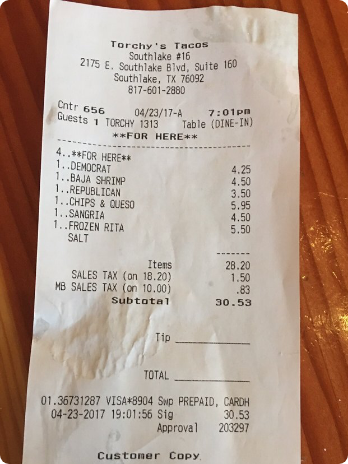 Torchy's Tacos
Southlake #16
2175 E. Southlake Blvd, Suite 160
Southlake, TX 76092
817-601-2880
Cntr 656 04/23/17-A 7:01pm
Guests 1 TORCHY 1313 Table (DINE-IN)
**FOR HERE**
4..**FOR HERE**
1..DEMOCRAT 4.25
1..BAJA SHRIMP 4.50
1..REPUBLICAN 3.50
1..CHIPS & QUESO 5.95
1..SANGRIA 4.50
1..FROZEN RITA 5.50
SALT
-------
Items 28.20
SALES TAX (on 18.20) 1.50
MB SALES TAX (on 10.00) .83
Subtotal 30.53
Tip ____________
TOTAL ____________
01.36731287 VISA*8904 Swp PREPAID, CARDH
04-23-2017 19:01:56 Sig 30.53
Approval 203297
Customer Copy